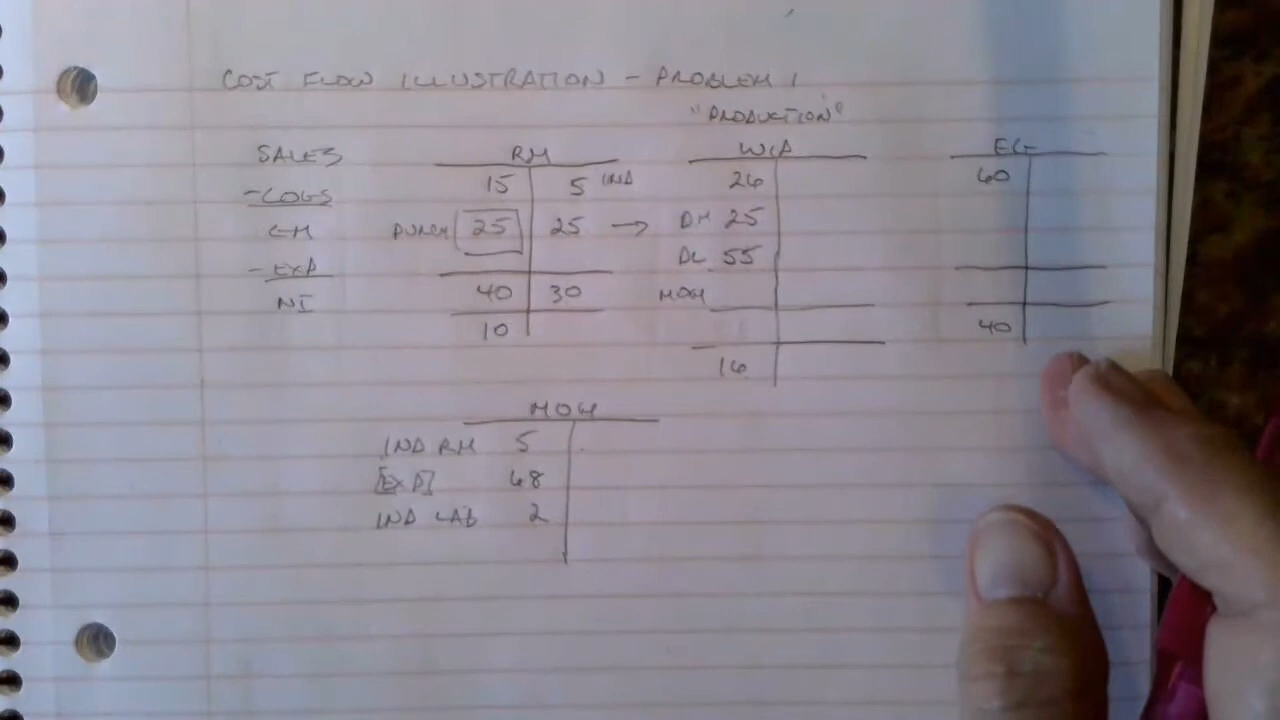 COST FLOW ILLUSTRATION - PROBLEM 1
"PRODUCTION"
SALES RM WIP FG
15 5 IND 26 60
-COGS
PURCH 25 25 → DM 25
GM
DL 55
-EXP
40 30 MOH
NI
10 40
16
MOH
IND RM 5
[EXP] 48
IND LAB 2